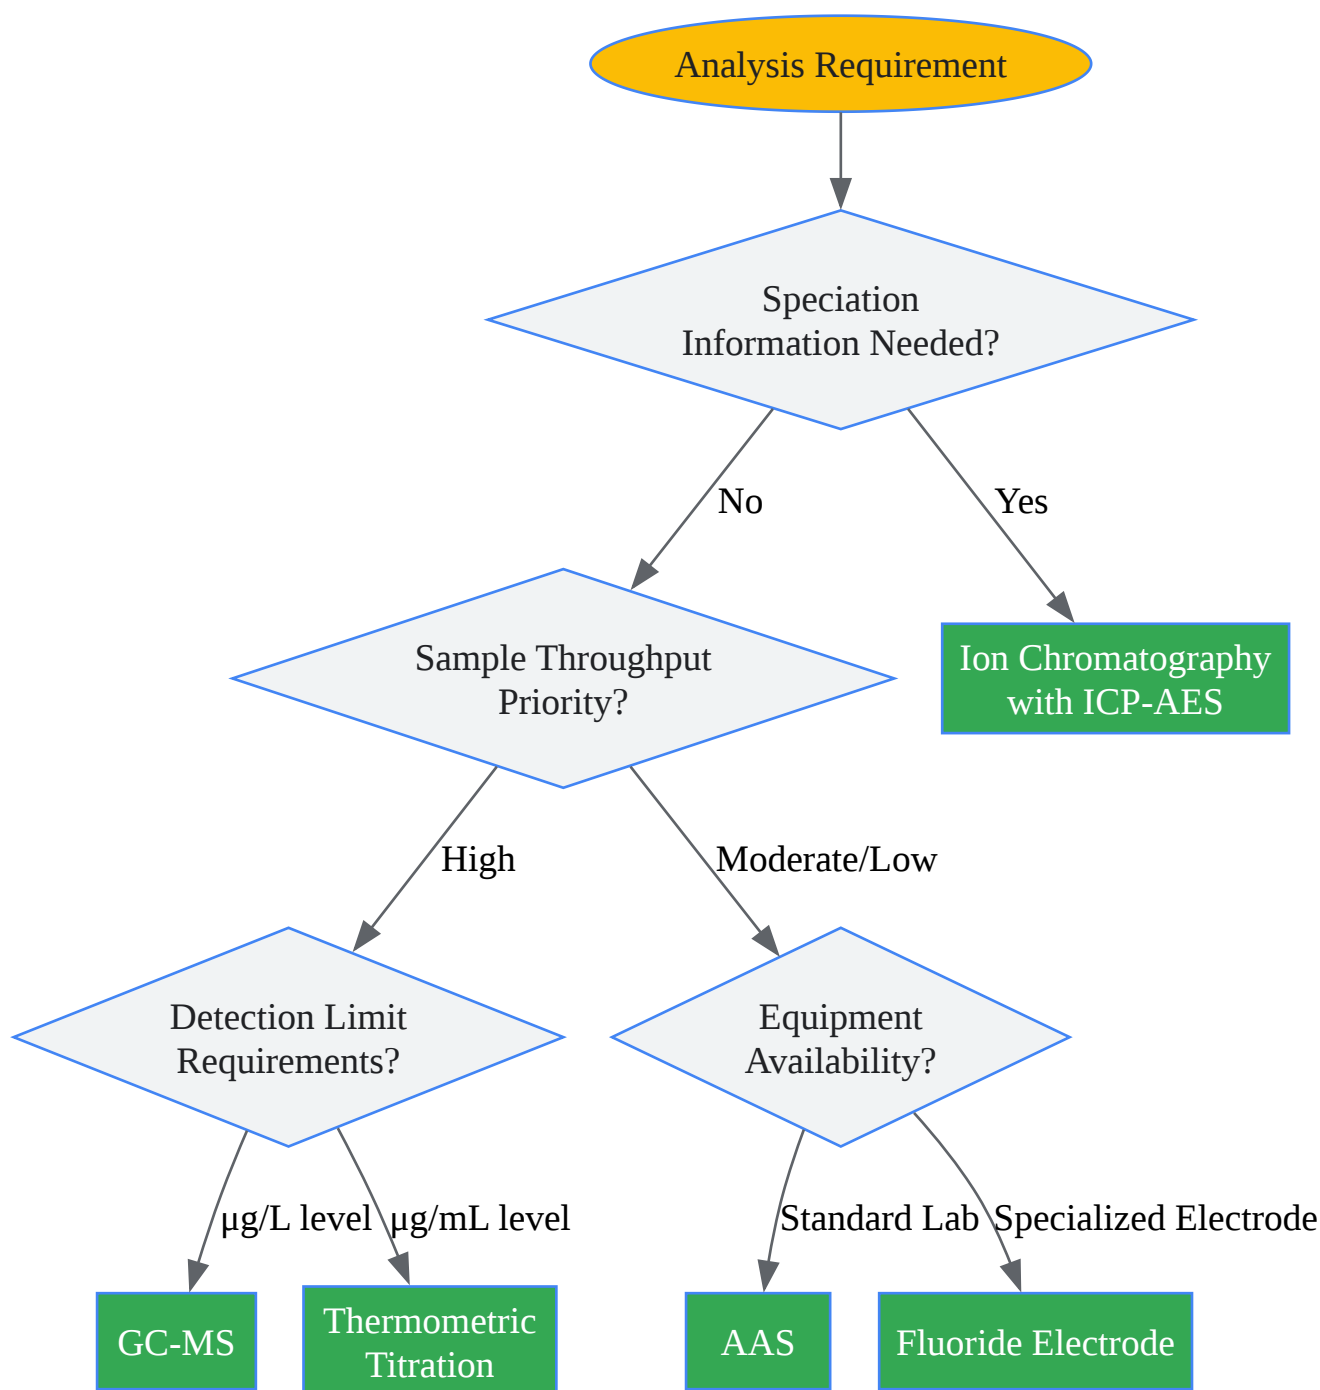 Analysis Requirement
Speciation
Information Needed?
No
Yes
Sample Throughput
Priority?
Ion Chromatography
with ICP-AES
High
Moderate/Low
Detection Limit
Requirements?
Equipment
Availability?
μg/L level
μg/mL level
Standard Lab
Specialized Electrode
GC-MS
Thermometric
Titration
AAS
Fluoride Electrode